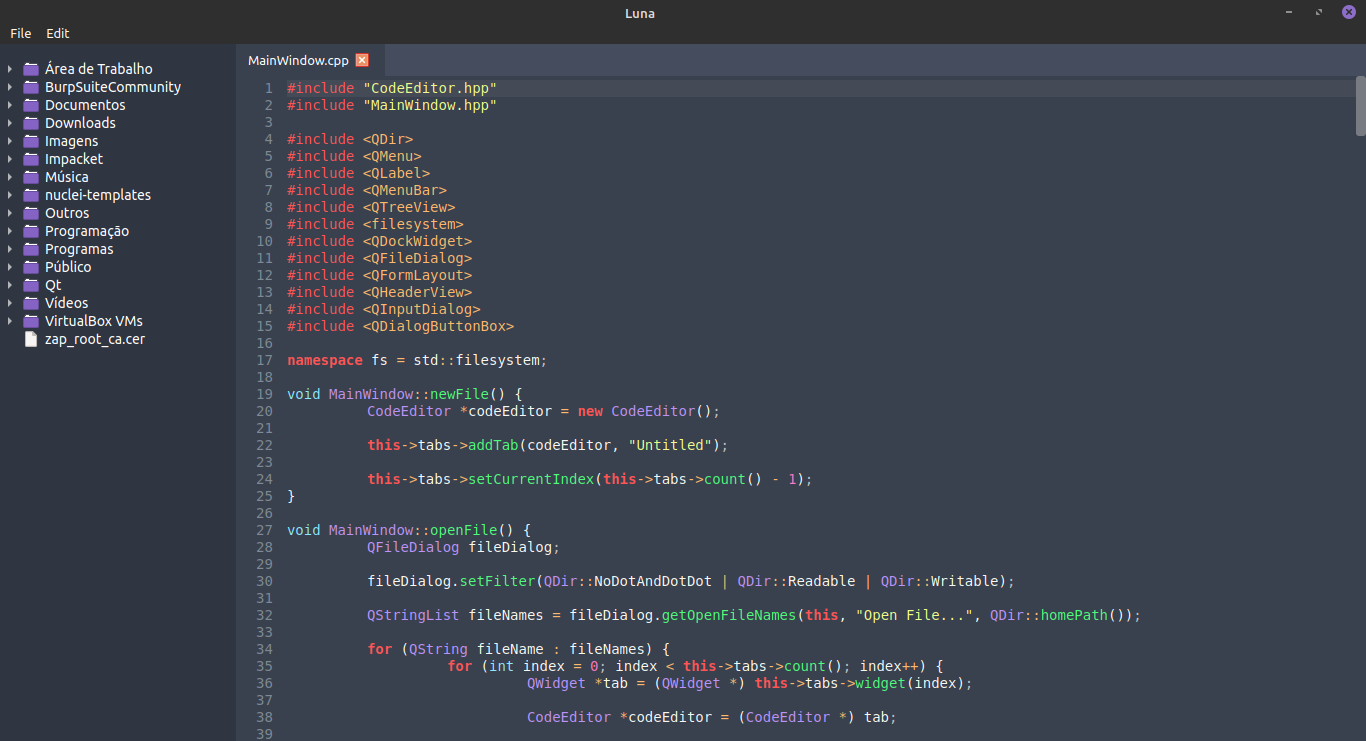 Luna
File Edit
Área de Trabalho
BurpSuiteCommunity
Documentos
Downloads
Imagens
Impacket
Música
nuclei-templates
Outros
Programação
Programas
Público
Qt
Vídeos
VirtualBox VMs
zap_root_ca.cer
MainWindow.cpp
1 #include "CodeEditor.hpp"
2 #include "MainWindow.hpp"
3
4 #include <QDir>
5 #include <QMenu>
6 #include <QLabel>
7 #include <QMenuBar>
8 #include <QTreeView>
9 #include <filesystem>
10 #include <QDockWidget>
11 #include <QFileDialog>
12 #include <QFormLayout>
13 #include <QHeaderView>
14 #include <QInputDialog>
15 #include <QDialogButtonBox>
16
17 namespace fs = std::filesystem;
18
19 void MainWindow::newFile() {
20 CodeEditor *codeEditor = new CodeEditor();
21
22 this->tabs->addTab(codeEditor, "Untitled");
23
24 this->tabs->setCurrentIndex(this->tabs->count() - 1);
25 }
26
27 void MainWindow::openFile() {
28 QFileDialog fileDialog;
29
30 fileDialog.setFilter(QDir::NoDotAndDotDot | QDir::Readable | QDir::Writable);
31
32 QStringList fileNames = fileDialog.getOpenFileNames(this, "Open File...", QDir::homePath());
33
34 for (QString fileName : fileNames) {
35 for (int index = 0; index < this->tabs->count(); index++) {
36 QWidget *tab = (QWidget *) this->tabs->widget(index);
37
38 CodeEditor *codeEditor = (CodeEditor *) tab;
39